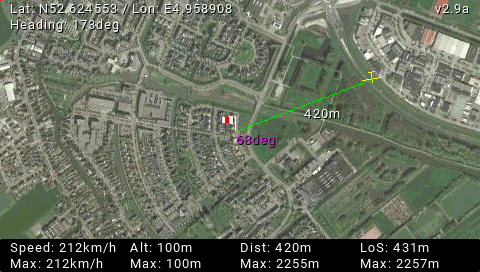 Lat: N52.624553 / Lon: E4.958908
v2.9a
Heading: 173deg
420m
68deg
Speed: 212km/h Alt: 100m Dist: 420m LoS: 431m
Max: 212km/h Max: 100m Max: 2255m Max: 2257m